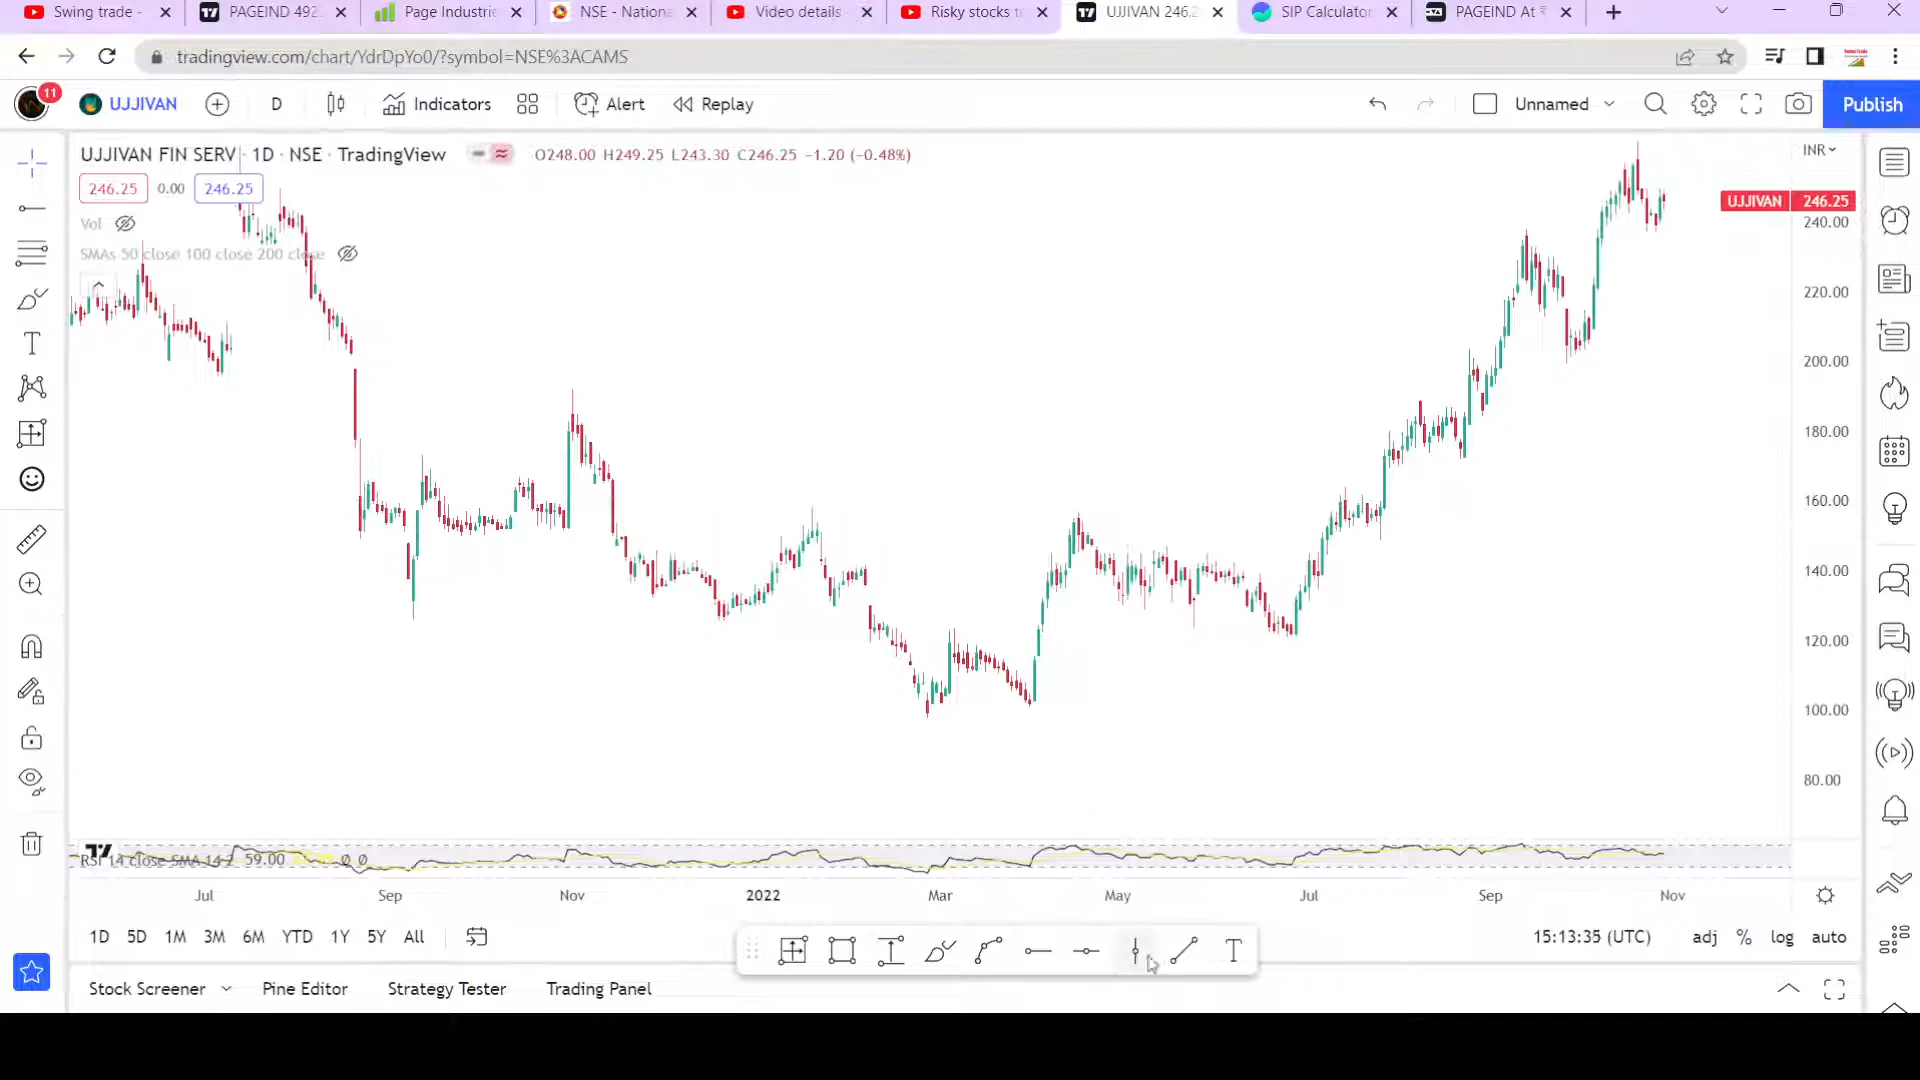 Swing trade -
PAGEIND 492
Page Industrie
NSE - Nationa
Video details
Risky stocks t
UJJIVAN 246.2
SIP Calculator
PAGEIND At ₹
tradingview.com/chart/YdrDpYo0/?symbol=NSE%3ACAMS
11
UJJIVAN
D
Indicators
Alert
Replay
Unnamed
Publish
UJJIVAN FIN SERV · 1D · NSE · TradingView
O248.00 H249.25 L243.30 C246.25 −1.20 (−0.48%)
INR
246.25
0.00
246.25
Vol
SMAs 50 close 100 close 200 close
UJJIVAN 246.25
240.00
220.00
200.00
180.00
160.00
140.00
120.00
100.00
80.00
RSI 14 close SMA 14 2 59.00
Jul
Sep
Nov
2022
Mar
May
Jul
Sep
Nov
1D 5D 1M 3M 6M YTD 1Y 5Y All
15:13:35 (UTC)
adj % log auto
Stock Screener
Pine Editor
Strategy Tester
Trading Panel